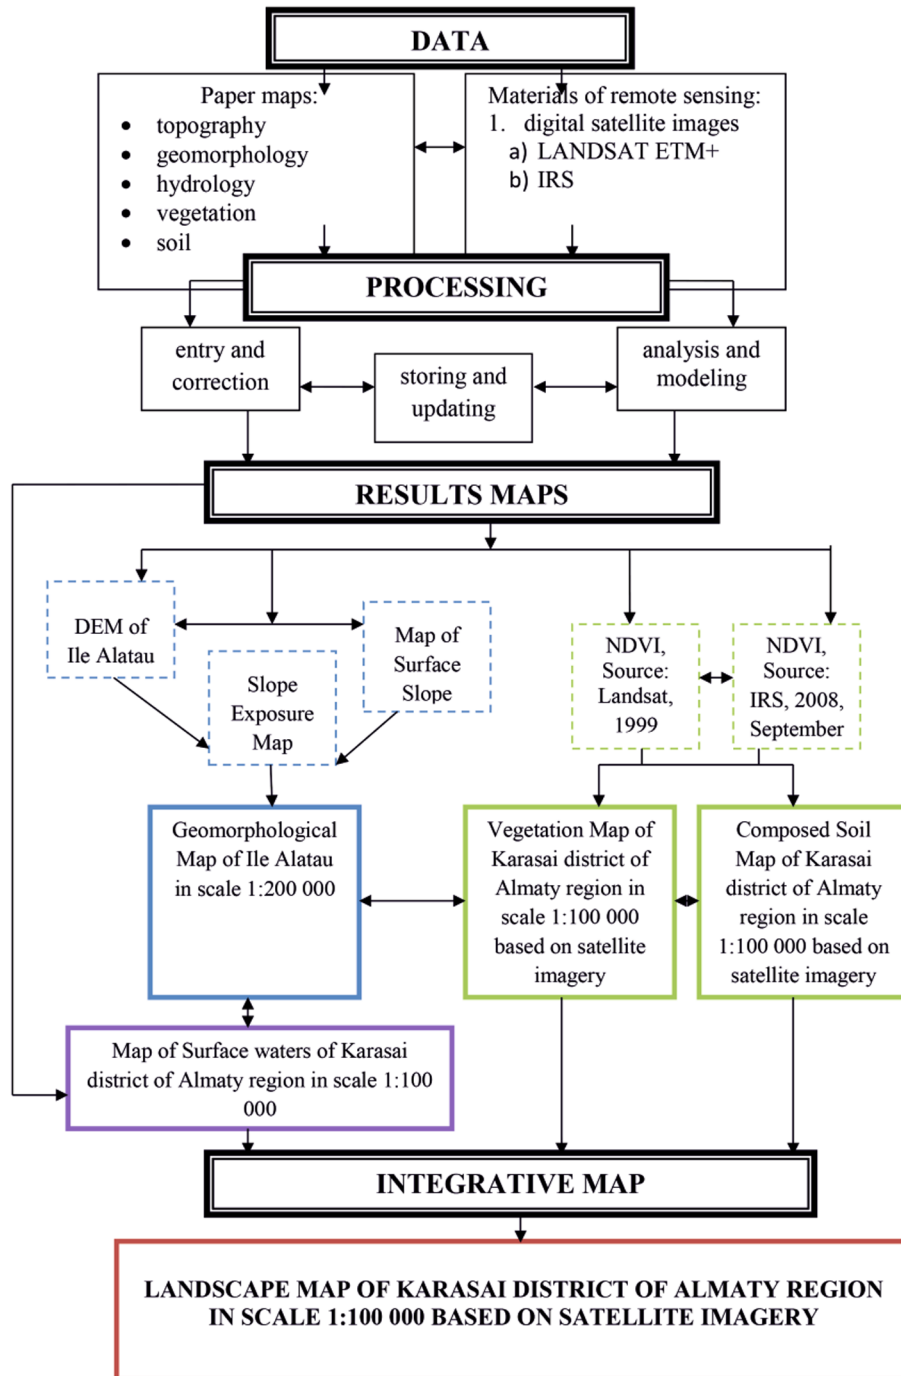 DATA
Paper maps:
• topography
• geomorphology
• hydrology
• vegetation
• soil
Materials of remote sensing:
1. digital satellite images
a) LANDSAT ETM+
b) IRS
PROCESSING
entry and
correction
storing and
updating
analysis and
modeling
RESULTS MAPS
DEM of
Ile Alatau
Slope
Exposure
Map
Map of
Surface
Slope
NDVI,
Source:
Landsat,
1999
NDVI,
Source:
IRS, 2008,
September
Geomorphological
Map of Ile Alatau
in scale 1:200 000
Vegetation Map of
Karasai district of
Almaty region in
scale 1:100 000
based on satellite
imagery
Composed Soil
Map of Karasai
district of Almaty
region in scale
1:100 000 based on
satellite imagery
Map of Surface waters of Karasai
district of Almaty region in scale 1:100
000
INTEGRATIVE MAP
LANDSCAPE MAP OF KARASAI DISTRICT OF ALMATY REGION
IN SCALE 1:100 000 BASED ON SATELLITE IMAGERY